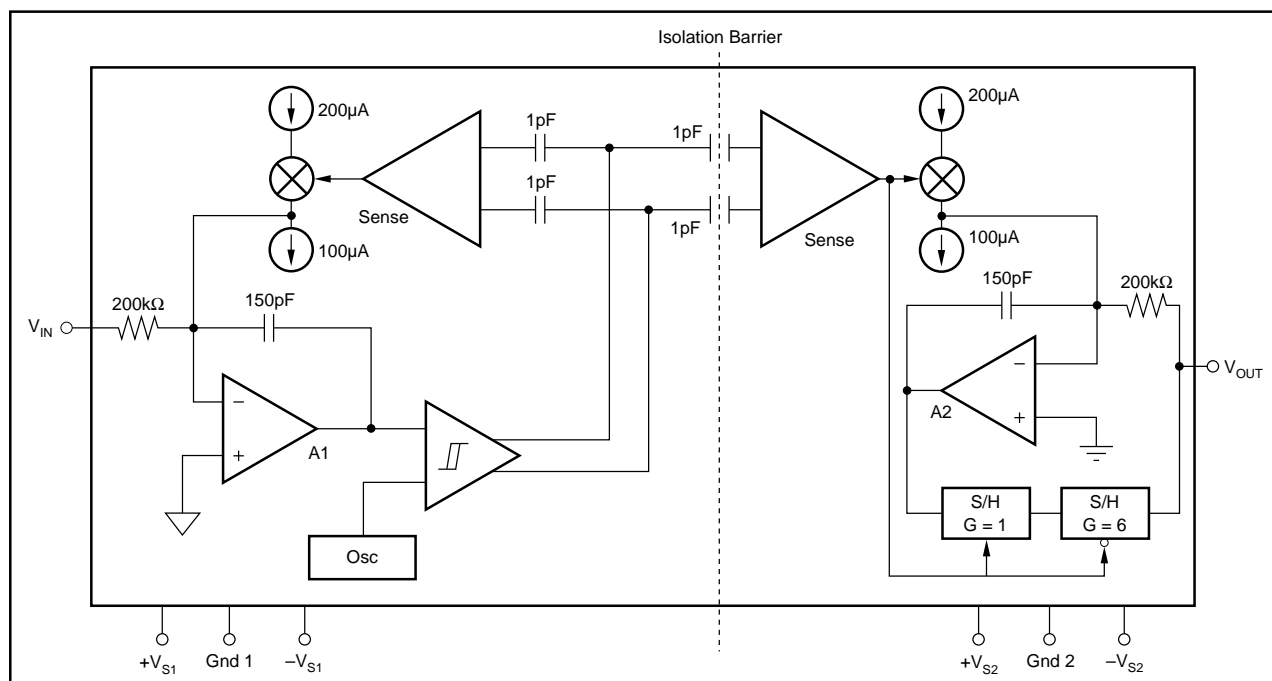 Isolation Barrier
200µA
1pF
1pF
200µA
1pF
1pF
Sense
Sense
100µA
100µA
150pF
150pF
200kΩ
200kΩ
V_IN
V_OUT
A1
A2
−
+
−
+
Osc
S/H
G = 1
S/H
G = 6
+V_S1
Gnd 1
−V_S1
+V_S2
Gnd 2
−V_S2